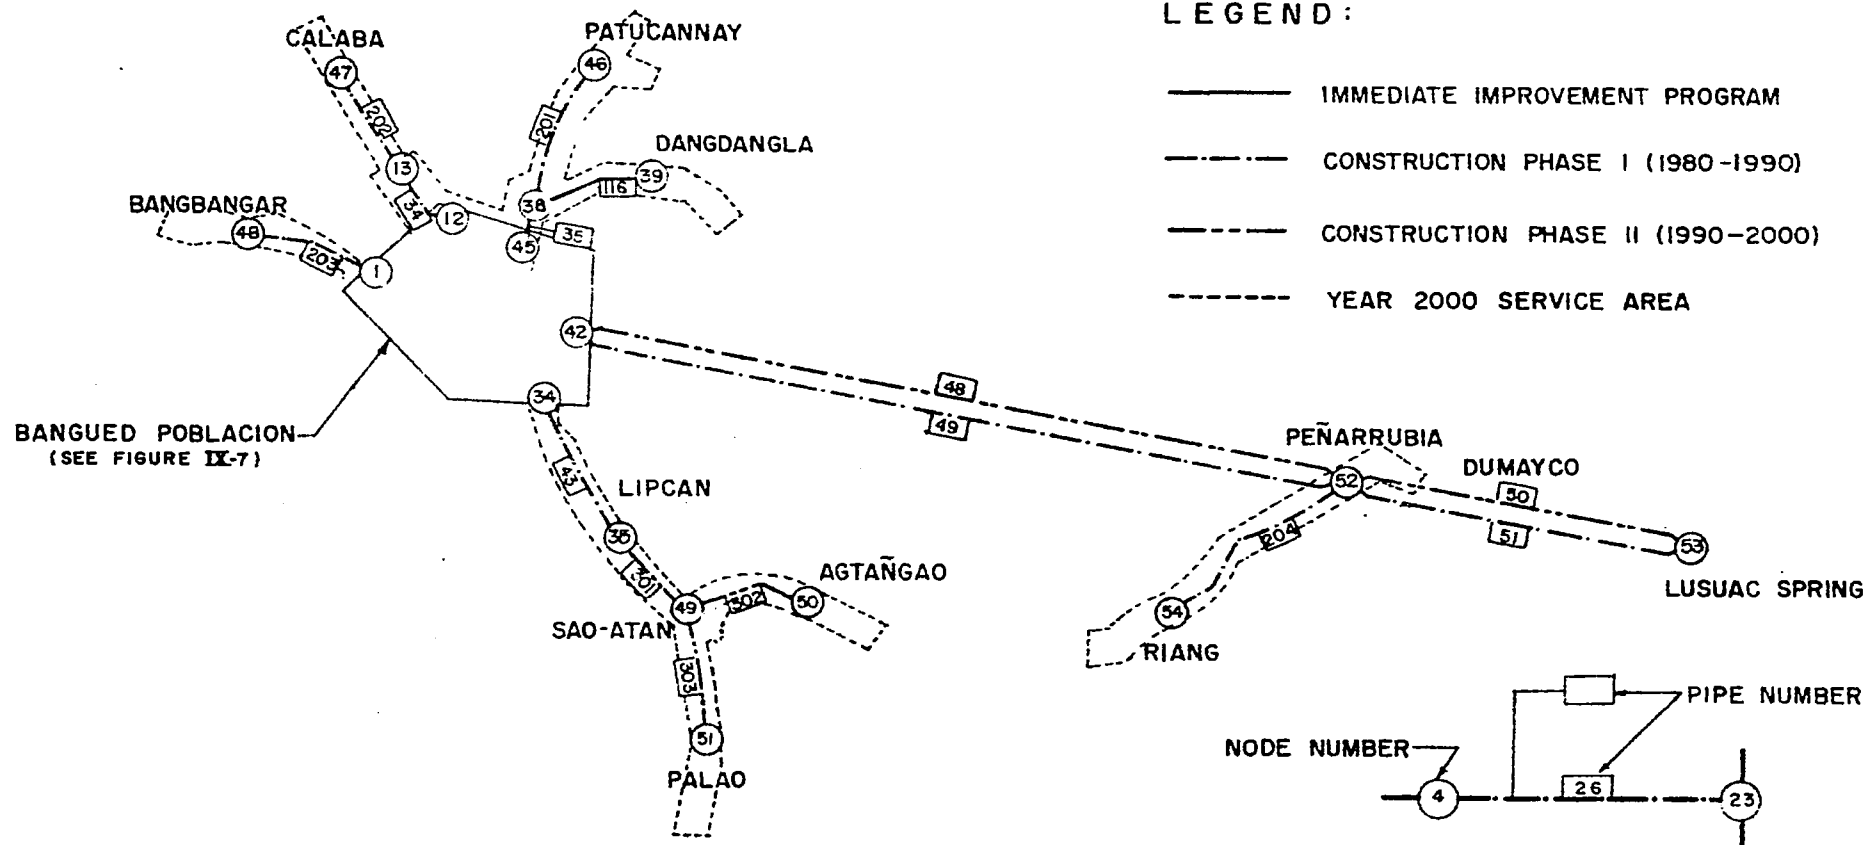 LEGEND:
IMMEDIATE IMPROVEMENT PROGRAM
CONSTRUCTION PHASE I (1980-1990)
CONSTRUCTION PHASE II (1990-2000)
YEAR 2000 SERVICE AREA
CALABA
47
202
13
34
12
PATUCANNAY
46
201
DANGDANGLA
39
116
38
35
45
BANGBANGAR
48
203
1
42
48
49
34
BANGUED POBLACION
(SEE FIGURE IX-7)
43
LIPCAN
35
301
49
302
50
AGTAÑGAO
SAO-ATAN
303
51
PALAO
PEÑARRUBIA
52
DUMAYCO
50
51
53
LUSUAC SPRING
204
54
RIANG
PIPE NUMBER
NODE NUMBER
4
26
23